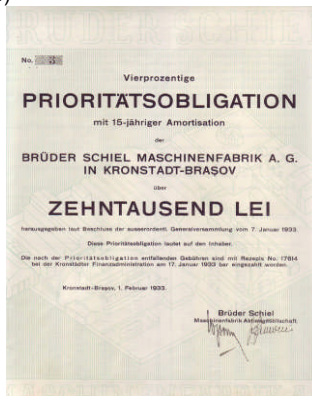 No. 3
Vierprozentige
PRIORITÄTSOBLIGATION
mit 15-jähriger Amortisation
der
BRÜDER SCHIEL MASCHINENFABRIK A. G.
IN KRONSTADT-BRAȘOV
über
ZEHNTAUSEND LEI
herausgegeben laut Beschluss der ausserordentl. Generalversammlung vom 7. Januar 1933.
Diese Prioritätsobligation lautet auf den Inhaber.
Die nach der Prioritätsobligation entfallenden Gebühren sind mit Rezepis No. 17614
bei der Kronstädter Finanzadministration am 17. Januar 1933 bar eingezahlt worden.
Kronstadt-Brașov, 1. Februar 1933.
Brüder Schiel
Maschinenfabrik Aktiengesellschaft